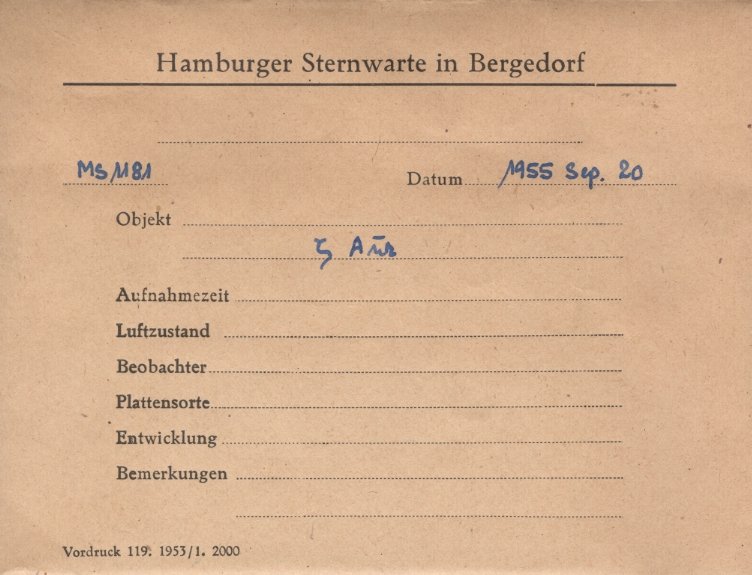 Hamburger Sternwarte in Bergedorf
MS 1181 Datum 1955 Sep. 20
Objekt
ζ Aur
Aufnahmezeit
Luftzustand
Beobachter
Plattensorte
Entwicklung
Bemerkungen
Vordruck 119. 1953/1. 2000